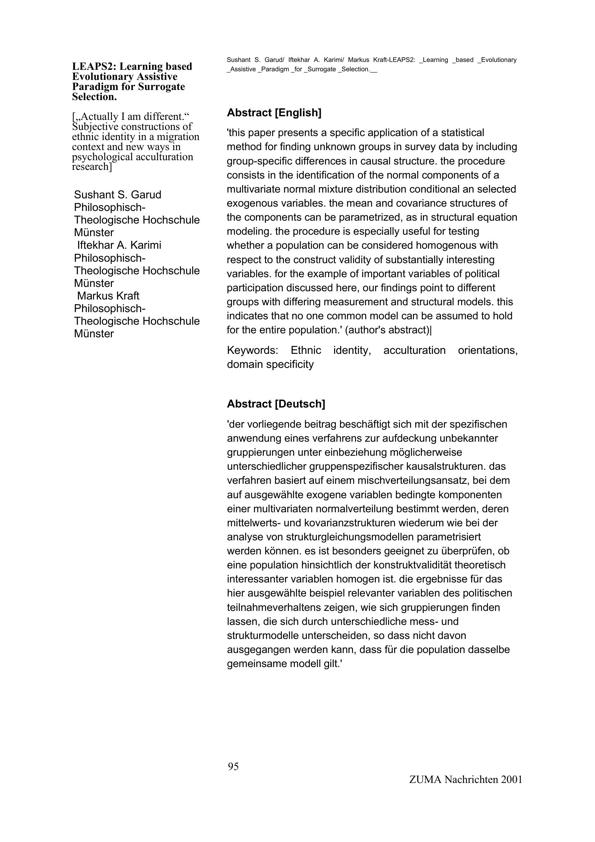 Sushant S. Garud/ Iftekhar A. Karimi/ Markus Kraft-LEAPS2: _Learning _based _Evolutionary
_Assistive _Paradigm _for _Surrogate _Selection.__
LEAPS2: Learning based
Evolutionary Assistive
Paradigm for Surrogate
Selection.
[„Actually I am different.“
Subjective constructions of
ethnic identity in a migration
context and new ways in
psychological acculturation
research]
Sushant S. Garud
Philosophisch-
Theologische Hochschule
Münster
Iftekhar A. Karimi
Philosophisch-
Theologische Hochschule
Münster
Markus Kraft
Philosophisch-
Theologische Hochschule
Münster
Abstract [English]
'this paper presents a specific application of a statistical
method for finding unknown groups in survey data by including
group-specific differences in causal structure. the procedure
consists in the identification of the normal components of a
multivariate normal mixture distribution conditional an selected
exogenous variables. the mean and covariance structures of
the components can be parametrized, as in structural equation
modeling. the procedure is especially useful for testing
whether a population can be considered homogenous with
respect to the construct validity of substantially interesting
variables. for the example of important variables of political
participation discussed here, our findings point to different
groups with differing measurement and structural models. this
indicates that no one common model can be assumed to hold
for the entire population.' (author's abstract)|
Keywords: Ethnic identity, acculturation orientations,
domain specificity
Abstract [Deutsch]
'der vorliegende beitrag beschäftigt sich mit der spezifischen
anwendung eines verfahrens zur aufdeckung unbekannter
gruppierungen unter einbeziehung möglicherweise
unterschiedlicher gruppenspezifischer kausalstrukturen. das
verfahren basiert auf einem mischverteilungsansatz, bei dem
auf ausgewählte exogene variablen bedingte komponenten
einer multivariaten normalverteilung bestimmt werden, deren
mittelwerts- und kovarianzstrukturen wiederum wie bei der
analyse von strukturgleichungsmodellen parametrisiert
werden können. es ist besonders geeignet zu überprüfen, ob
eine population hinsichtlich der konstruktvalidität theoretisch
interessanter variablen homogen ist. die ergebnisse für das
hier ausgewählte beispiel relevanter variablen des politischen
teilnahmeverhaltens zeigen, wie sich gruppierungen finden
lassen, die sich durch unterschiedliche mess- und
strukturmodelle unterscheiden, so dass nicht davon
ausgegangen werden kann, dass für die population dasselbe
gemeinsame modell gilt.'
95
ZUMA Nachrichten 2001